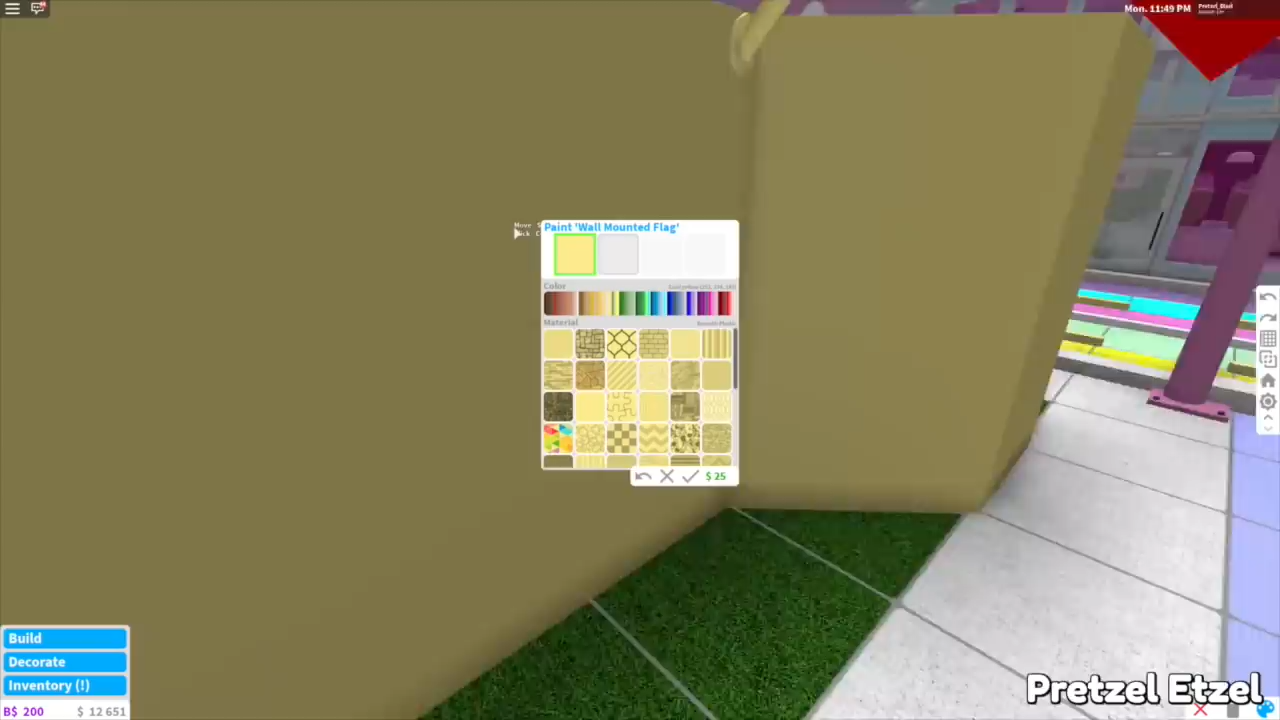 Mon. 11:49 PM
Pretzel_Etzel
Paint 'Wall Mounted Flag'
Color
Material
$ 25
Build
Decorate
Inventory (!)
B$ 200
$ 12 651
Pretzel Etzel